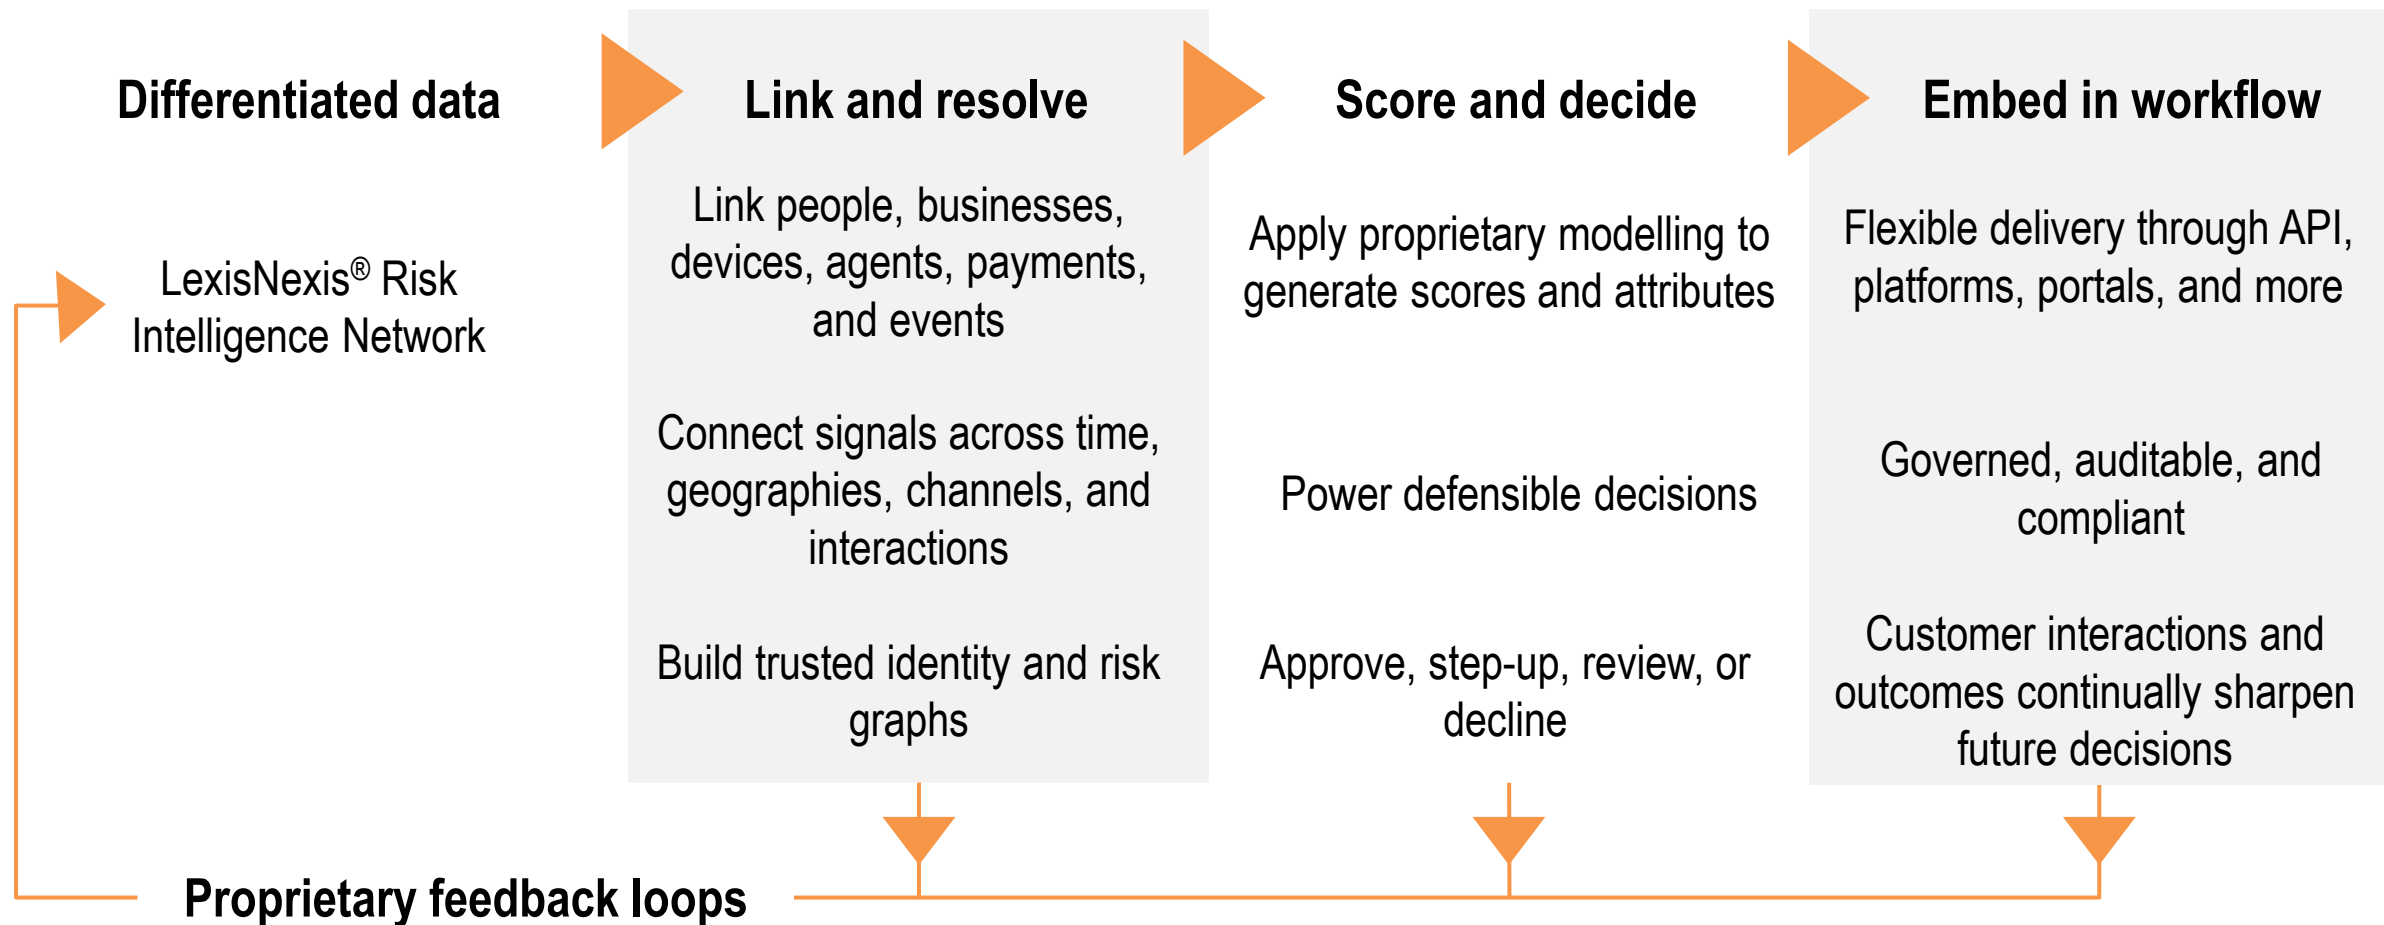 Differentiated data
LexisNexis® Risk
Intelligence Network
Link and resolve
Link people, businesses,
devices, agents, payments,
and events
Connect signals across time,
geographies, channels, and
interactions
Build trusted identity and risk
graphs
Score and decide
Apply proprietary modelling to
generate scores and attributes
Power defensible decisions
Approve, step-up, review, or
decline
Embed in workflow
Flexible delivery through API,
platforms, portals, and more
Governed, auditable, and
compliant
Customer interactions and
outcomes continually sharpen
future decisions
Proprietary feedback loops